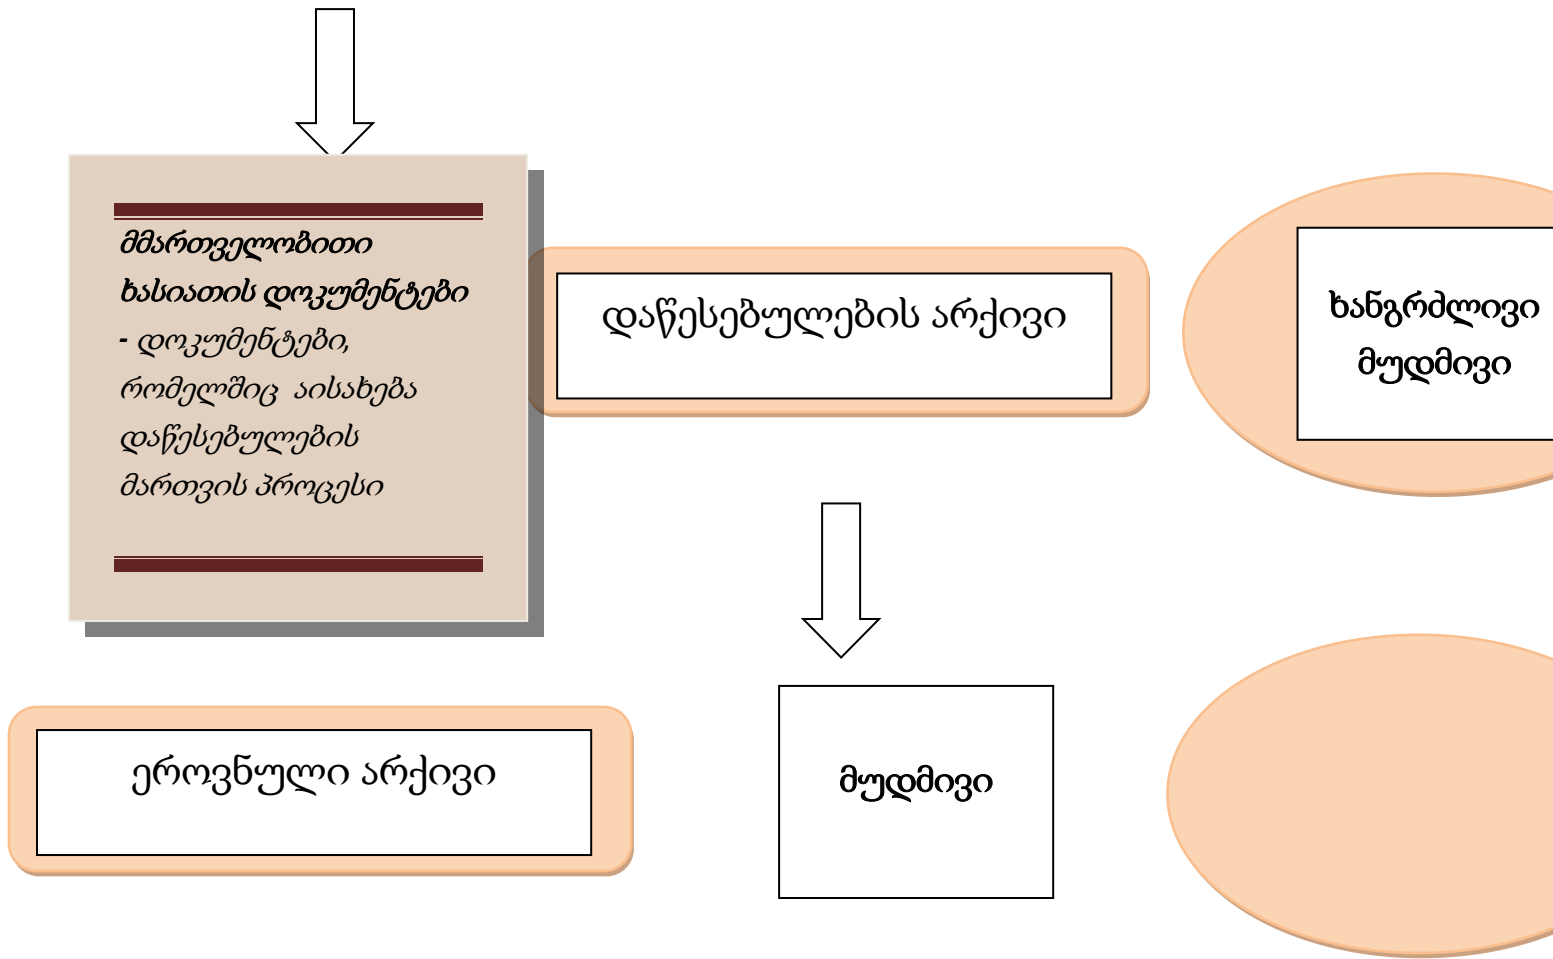 მმართველობითი
ხასიათის დოკუმენტები
- დოკუმენტები,
რომელშიც აისახება
დაწესებულების
მართვის პროცესი
დაწესებულების არქივი
ხანგრძლივი
მუდმივი
ეროვნული არქივი
მუდმივი